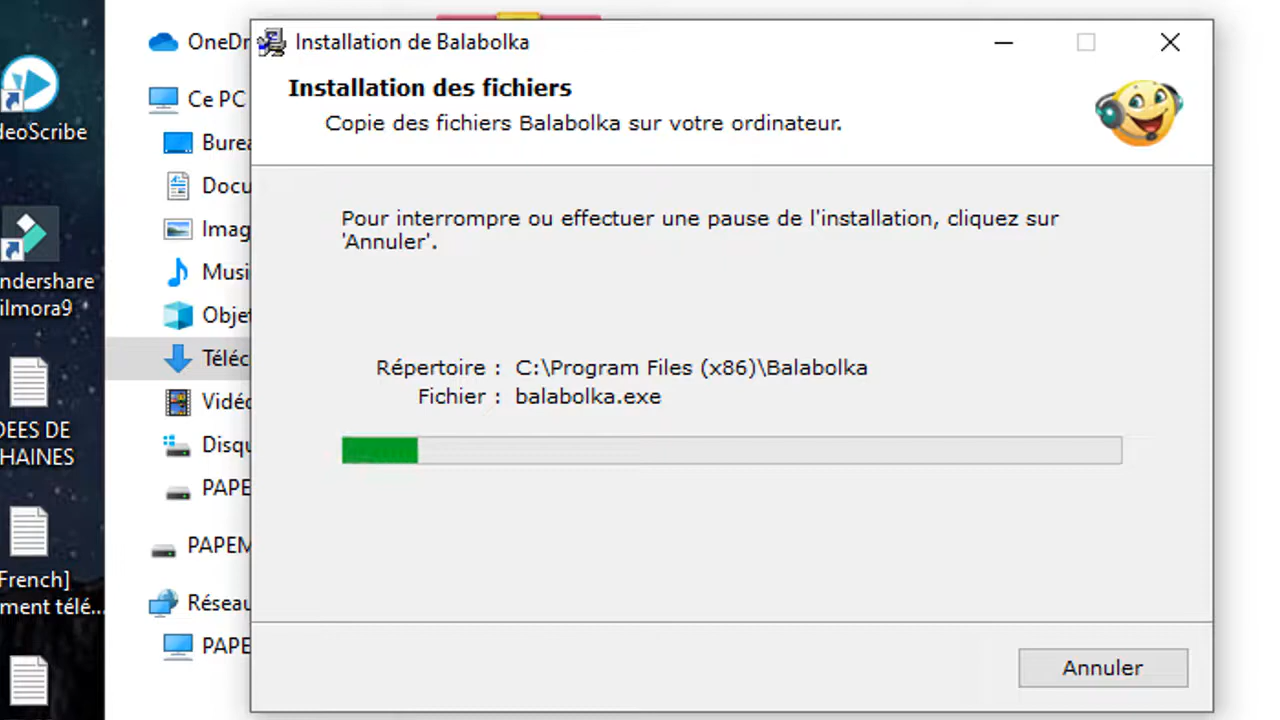 Installation de Balabolka
Installation des fichiers
Copie des fichiers Balabolka sur votre ordinateur.
Pour interrompre ou effectuer une pause de l'installation, cliquez sur
'Annuler'.
Répertoire : C:\Program Files (x86)\Balabolka
Fichier : balabolka.exe
Annuler
OneDr
Ce PC
Burea
Docu
Imag
Musi
Obje
Téléc
Vidéo
Disqu
PAPE
PAPEM
Réseau
PAPE
deoScribe
ndershare
ilmora9
DEES DE
HAINES
French]
ment télé...